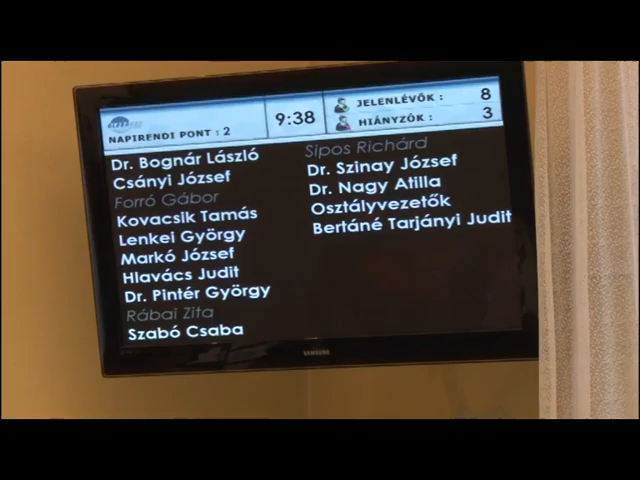 NAPIRENDI PONT : 2
9:38
JELENLÉVŐK : 8
HIÁNYZÓK : 3
Dr. Bognár László
Csányi József
Forró Gábor
Kovacsik Tamás
Lenkei György
Markó József
Hlavács Judit
Dr. Pintér György
Rábai Zita
Szabó Csaba
Sipos Richárd
Dr. Szinay József
Dr. Nagy Atilla
Osztályvezetők
Bertáné Tarjányi Judit
SAMSUNG